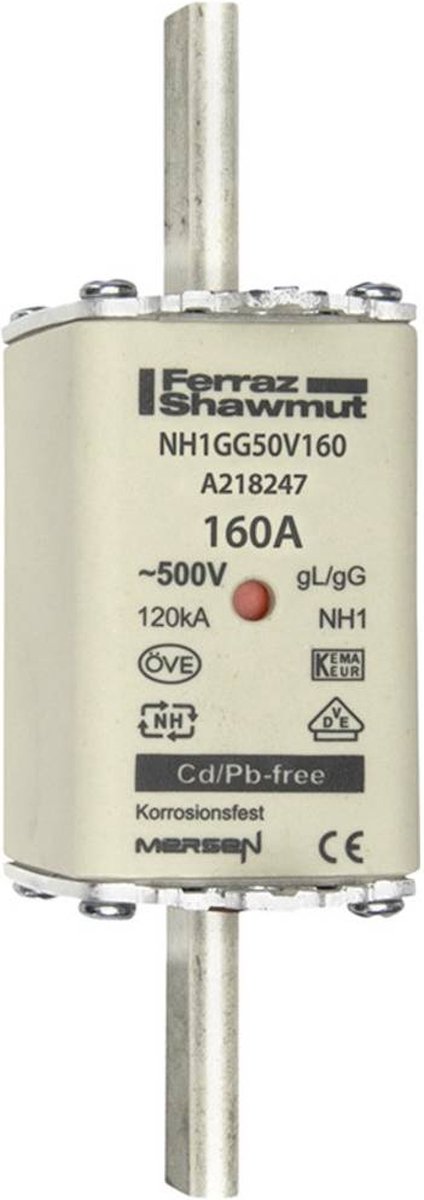 Ferraz
Shawmut
NH1GG50V160
A218247
160A
~500V gL/gG
120kA NH1
ÖVE KEMA KEUR
NH VDE
Cd/Pb-free
Korrosionsfest
MERSEN CE